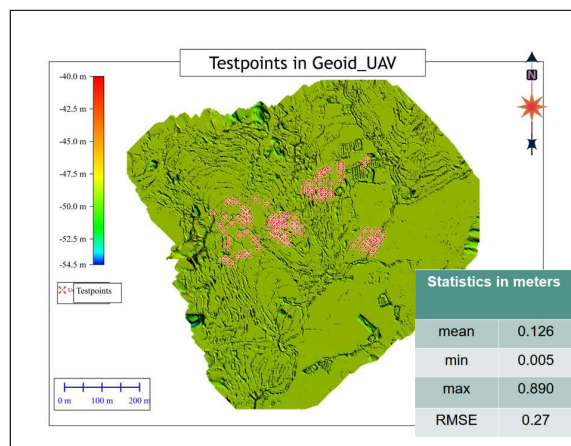 Testpoints in Geoid_UAV
N
-40.0 m
-42.5 m
-45.0 m
-47.5 m
-50.0 m
-52.5 m
-54.5 m
Testpoints
0 m 100 m 200 m
Statistics in meters
mean 0.126
min 0.005
max 0.890
RMSE 0.27